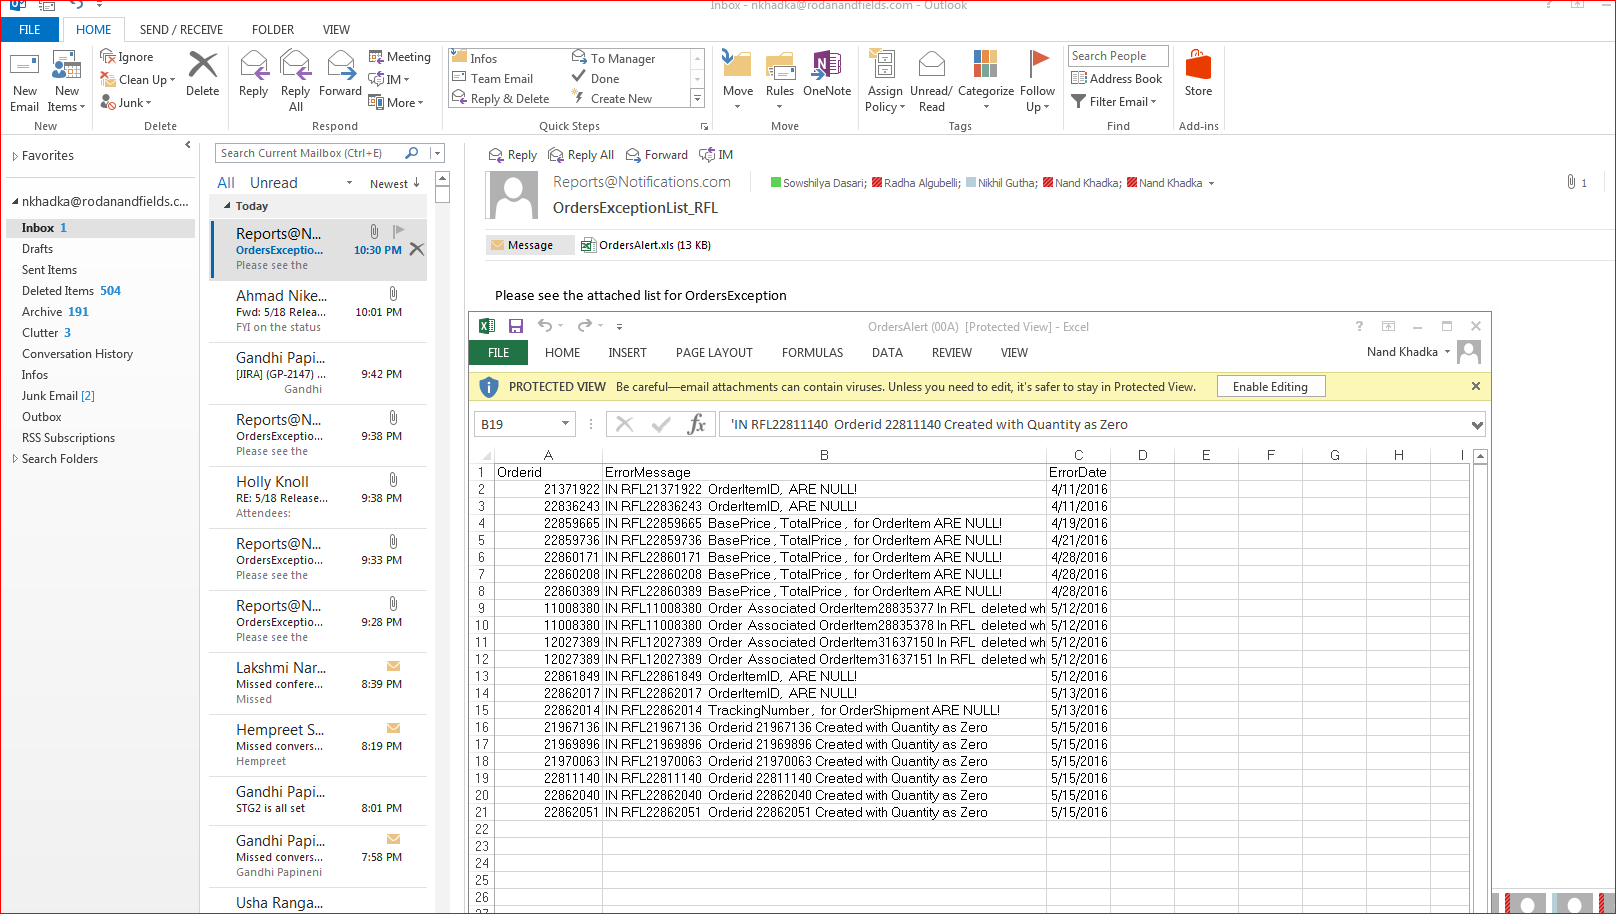 Inbox - nkhadka@rodanandfields.com - Outlook
FILE HOME SEND / RECEIVE FOLDER VIEW
New Email
New Items
New
Ignore
Clean Up
Junk
Delete
Delete
Reply
Reply All
Forward
Meeting
IM
More
Respond
Infos
Team Email
Reply & Delete
To Manager
Done
Create New
Quick Steps
Move
Rules
OneNote
Move
Assign Policy
Unread/ Read
Categorize
Follow Up
Tags
Search People
Address Book
Filter Email
Find
Store
Add-ins
Favorites
nkhadka@rodanandfields.c...
Inbox 1
Drafts
Sent Items
Deleted Items 504
Archive 191
Clutter 3
Conversation History
Infos
Junk Email [2]
Outbox
RSS Subscriptions
Search Folders
Search Current Mailbox (Ctrl+E)
All Unread Newest
Today
Reports@N...
OrdersExceptio... 10:30 PM
Please see the
Ahmad Nike...
Fwd: 5/18 Relea... 10:01 PM
FYI on the status
Gandhi Papi...
[JIRA] (GP-2147) ... 9:42 PM
Gandhi
Reports@N...
OrdersExceptio... 9:38 PM
Please see the
Holly Knoll
RE: 5/18 Release... 9:38 PM
Attendees:
Reports@N...
OrdersExceptio... 9:33 PM
Please see the
Reports@N...
OrdersExceptio... 9:28 PM
Please see the
Lakshmi Nar...
Missed confere... 8:39 PM
Missed
Hempreet S...
Missed convers... 8:19 PM
Hempreet
Gandhi Papi...
STG2 is all set 8:01 PM
Gandhi Papi...
Missed convers... 7:58 PM
Gandhi Papineni
Usha Ranga...
Reply Reply All Forward IM
Reports@Notifications.com
Sowshilya Dasari; Radha Algubelli; Nikhil Gutha; Nand Khadka; Nand Khadka
1
OrdersExceptionList_RFL
Message OrdersAlert.xls (13 KB)
Please see the attached list for OrdersException
OrdersAlert (00A) [Protected View] - Excel
FILE HOME INSERT PAGE LAYOUT FORMULAS DATA REVIEW VIEW
Nand Khadka
PROTECTED VIEW Be careful—email attachments can contain viruses. Unless you need to edit, it's safer to stay in Protected View. Enable Editing
B19 fx 'IN RFL22811140 Orderid 22811140 Created with Quantity as Zero
A B C D E F G H I
1 Orderid ErrorMessage ErrorDate
2 21371922 IN RFL21371922 OrderItemID, ARE NULL! 4/11/2016
3 22836243 IN RFL22836243 OrderItemID, ARE NULL! 4/11/2016
4 22859665 IN RFL22859665 BasePrice , TotalPrice , for OrderItem ARE NULL! 4/19/2016
5 22859736 IN RFL22859736 BasePrice , TotalPrice , for OrderItem ARE NULL! 4/21/2016
6 22860171 IN RFL22860171 BasePrice , TotalPrice , for OrderItem ARE NULL! 4/28/2016
7 22860208 IN RFL22860208 BasePrice , TotalPrice , for OrderItem ARE NULL! 4/28/2016
8 22860389 IN RFL22860389 BasePrice , TotalPrice , for OrderItem ARE NULL! 4/28/2016
9 11008380 IN RFL11008380 Order Associated OrderItem28835377 In RFL deleted wh 5/12/2016
10 11008380 IN RFL11008380 Order Associated OrderItem28835378 In RFL deleted wh 5/12/2016
11 12027389 IN RFL12027389 Order Associated OrderItem31637150 In RFL deleted wh 5/12/2016
12 12027389 IN RFL12027389 Order Associated OrderItem31637151 In RFL deleted wh 5/12/2016
13 22861849 IN RFL22861849 OrderItemID, ARE NULL! 5/12/2016
14 22862017 IN RFL22862017 OrderItemID, ARE NULL! 5/13/2016
15 22862014 IN RFL22862014 TrackingNumber , for OrderShipment ARE NULL! 5/13/2016
16 21967136 IN RFL21967136 Orderid 21967136 Created with Quantity as Zero 5/15/2016
17 21969896 IN RFL21969896 Orderid 21969896 Created with Quantity as Zero 5/15/2016
18 21970063 IN RFL21970063 Orderid 21970063 Created with Quantity as Zero 5/15/2016
19 22811140 IN RFL22811140 Orderid 22811140 Created with Quantity as Zero 5/15/2016
20 22862040 IN RFL22862040 Orderid 22862040 Created with Quantity as Zero 5/15/2016
21 22862051 IN RFL22862051 Orderid 22862051 Created with Quantity as Zero 5/15/2016
22
23
24
25
26
27